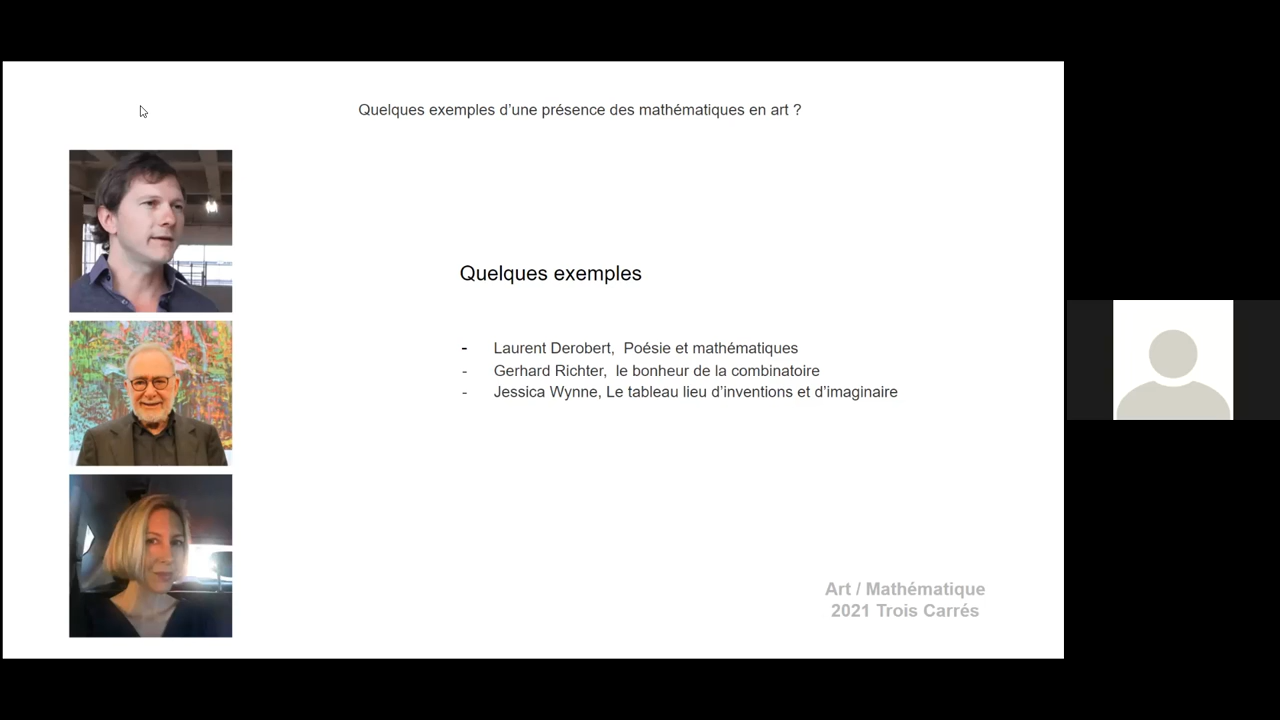 Quelques exemples d’une présence des mathématiques en art ?
Quelques exemples
- Laurent Derobert, Poésie et mathématiques
- Gerhard Richter, le bonheur de la combinatoire
- Jessica Wynne, Le tableau lieu d’inventions et d’imaginaire
Art / Mathématique
2021 Trois Carrés